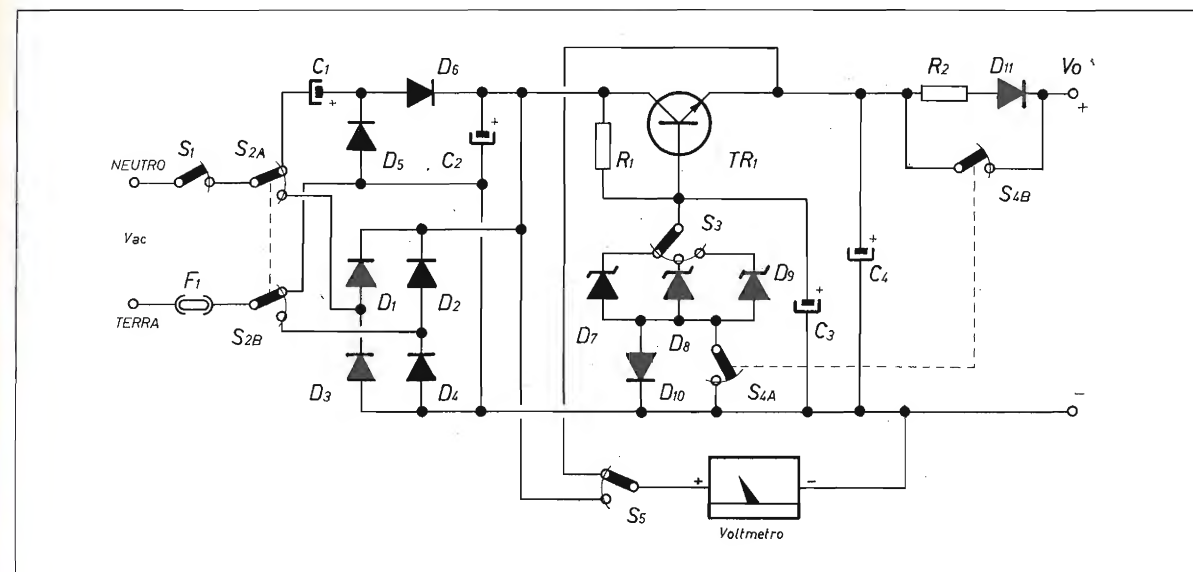 C1
D6
R2
D11
Vo
+
+
+
S1
S2A
NEUTRO
D5
C2
R1
TR1
S4B
Vac
S3
+
F1
TERRA
S2B
D1
D2
D7
D8
D9
+
C3
C4
D3
D4
D10
S4A
-
S5
+
-
Voltmetro